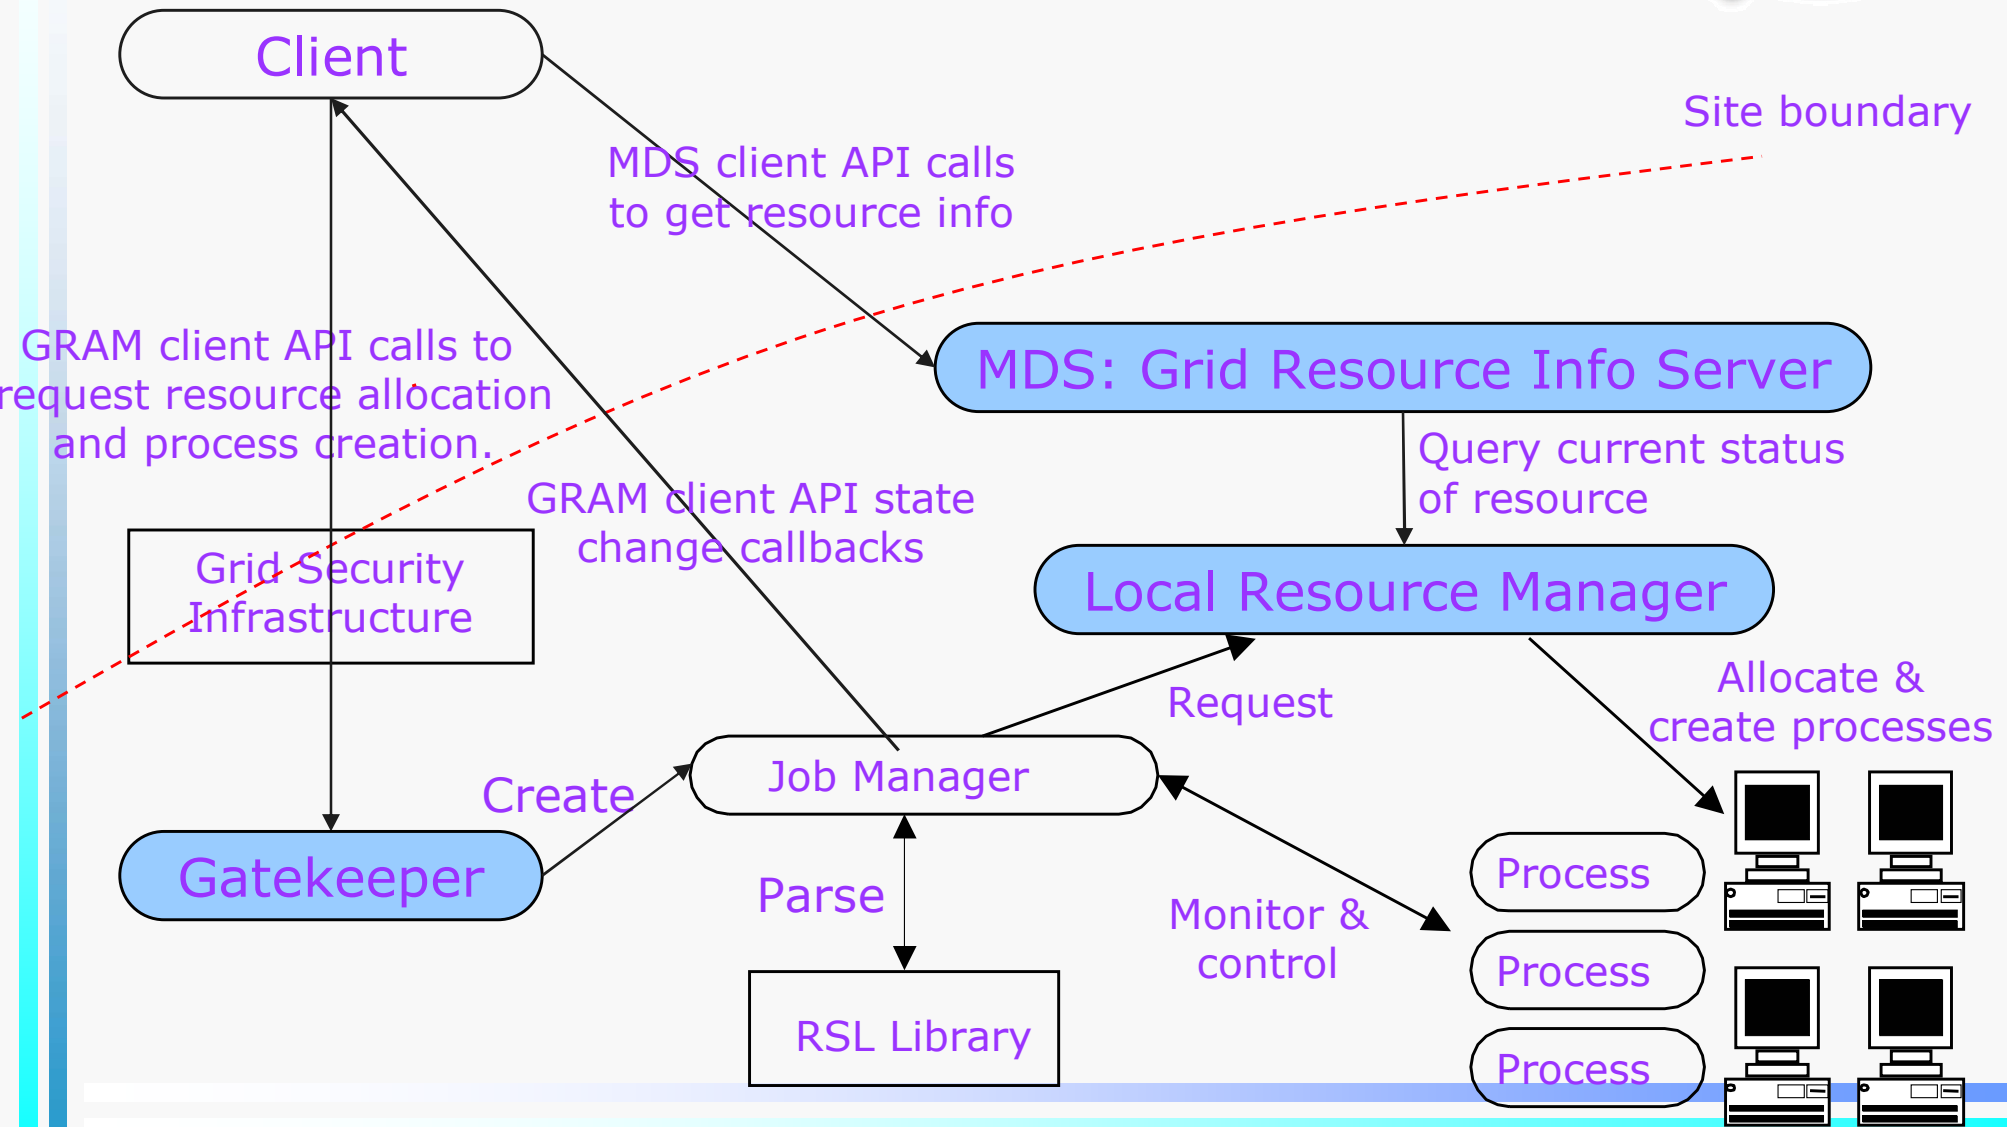 Client
Site boundary
MDS client API calls
to get resource info
GRAM client API calls to
request resource allocation
and process creation.
MDS: Grid Resource Info Server
Query current status
of resource
GRAM client API state
change callbacks
Grid Security
Infrastructure
Local Resource Manager
Allocate &
create processes
Request
Job Manager
Create
Gatekeeper
Parse
Monitor &
control
Process
Process
Process
RSL Library